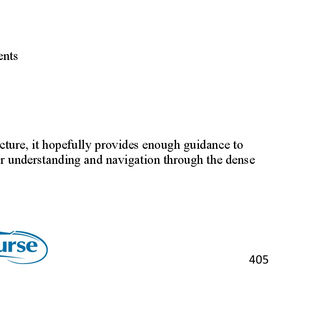 ents
cture, it hopefully provides enough guidance to
r understanding and navigation through the dense
urse
405